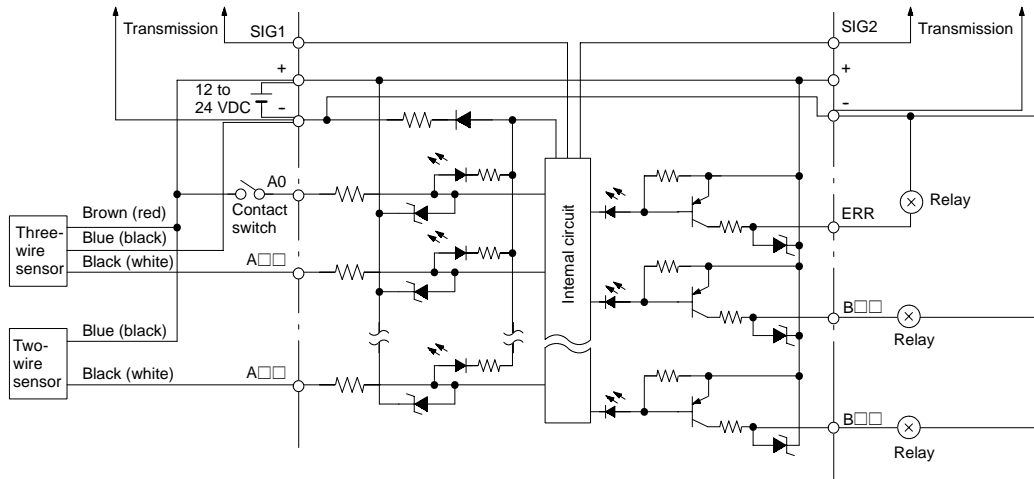 Transmission
SIG1
SIG2
Transmission
+
+
12 to
24 VDC
-
-
A0
Contact
switch
Brown (red)
Blue (black)
Black (white)
Three-
wire
sensor
A□□
Blue (black)
Black (white)
Two-
wire
sensor
A□□
Internal circuit
ERR
Relay
B□□
Relay
B□□
Relay